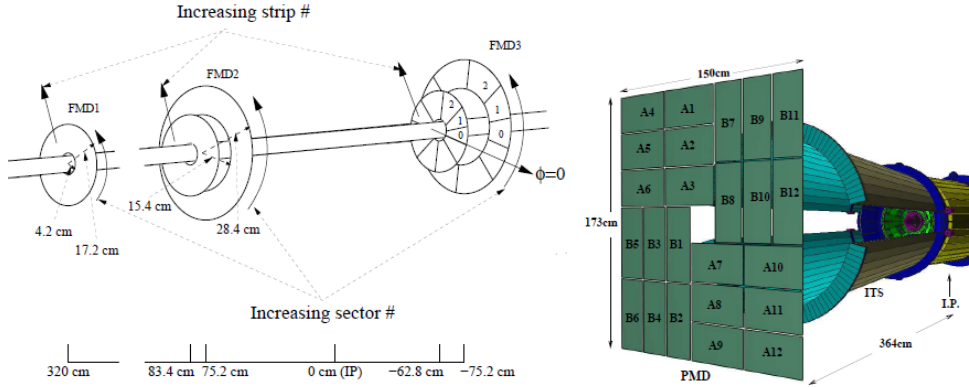 Increasing strip #
FMD1
FMD2
FMD3
2
1
0
2
1
0
ϕ=0
4.2 cm
17.2 cm
15.4 cm
28.4 cm
Increasing sector #
320 cm
83.4 cm
75.2 cm
0 cm (IP)
−62.8 cm
−75.2 cm
150cm
173cm
A4
A1
B7
B9
B11
A5
A2
A6
A3
B8
B10
B12
B5
B3
B1
A7
A10
B6
B4
B2
A8
A11
A9
A12
ITS
I.P.
364cm
PMD